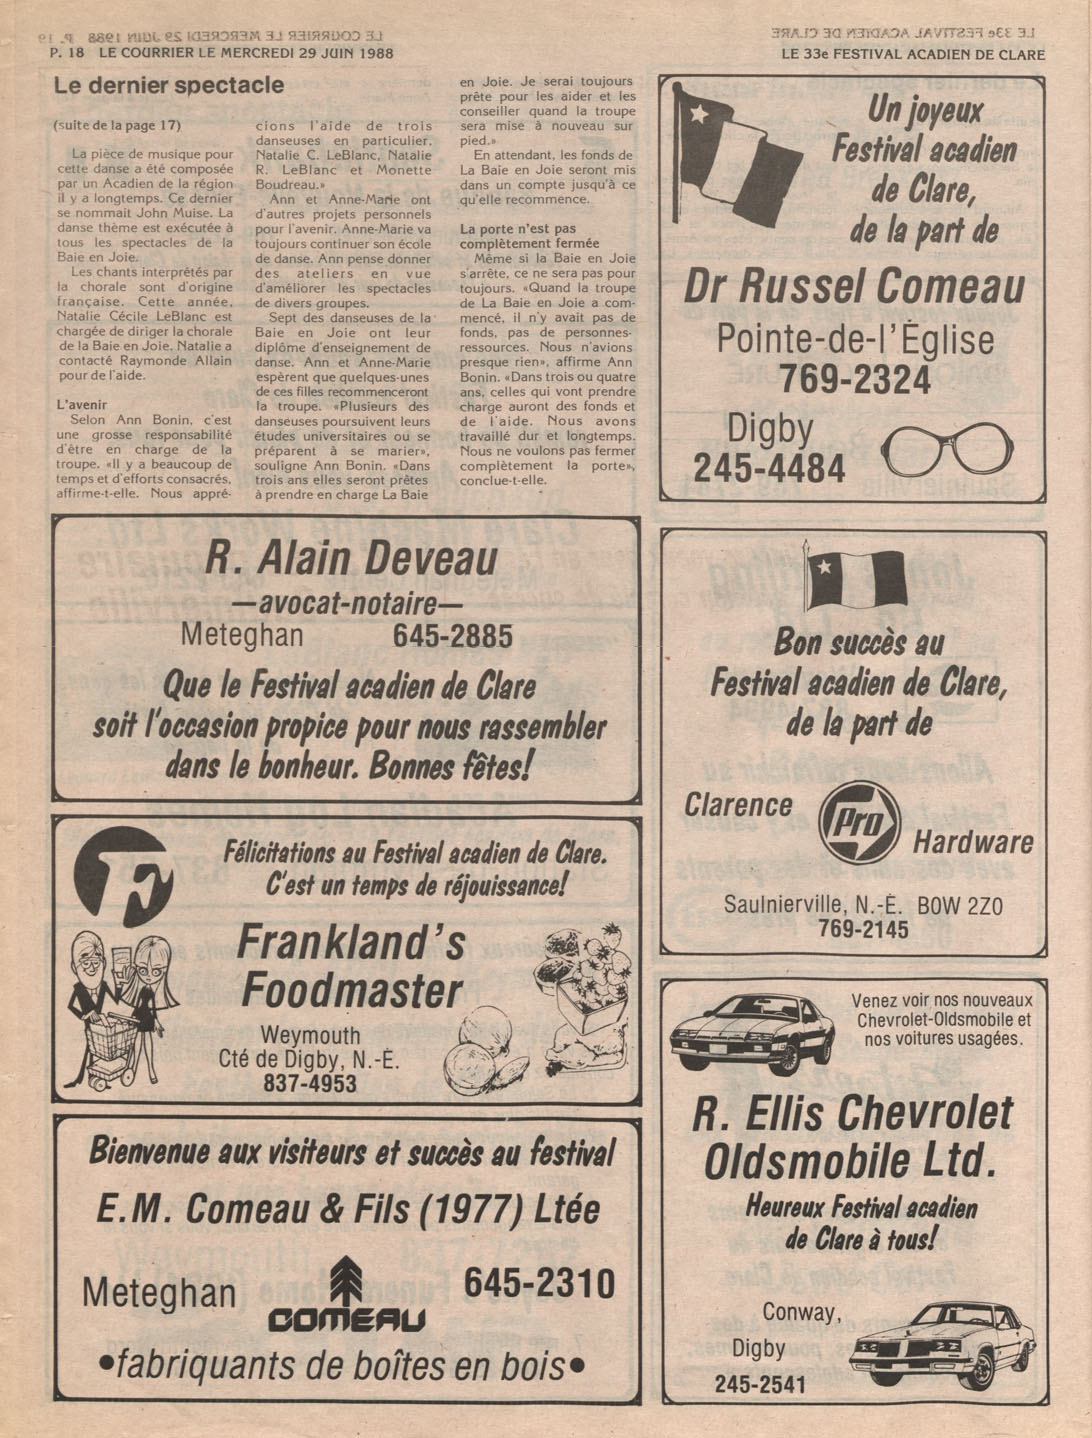 P. 18 LE COURRIER LE MERCREDI 29 JUIN 1988
LE 33e FESTIVAL ACADIEN DE CLARE
Le dernier spectacle
(suite de la page 17)
La pièce de musique pour
cette danse a été composée
par un Acadien de la région
il y a longtemps. Ce dernier
se nommait John Muise. La
danse thème est exécutée à
tous les spectacles de la
Baie en Joie.
Les chants interprétés par
la chorale sont d'origine
française. Cette année,
Natalie Cécile LeBlanc est
chargée de diriger la chorale
de la Baie en Joie. Natalie a
contacté Raymonde Allain
pour de l'aide.
L'avenir
Selon Ann Bonin, c'est
une grosse responsabilité
d'être en charge de la
troupe. «Il y a beaucoup de
temps et d'efforts consacrés,
affirme-t-elle. Nous appré-
cions l'aide de trois
danseuses en particulier,
Natalie C. LeBlanc, Natalie
R. LeBlanc et Monette
Boudreau.»
Ann et Anne-Marie ont
d'autres projets personnels
pour l'avenir. Anne-Marie va
toujours continuer son école
de danse. Ann pense donner
des ateliers en vue
d'améliorer les spectacles
de divers groupes.
Sept des danseuses de la
Baie en Joie ont leur
diplôme d'enseignement de
danse. Ann et Anne-Marie
espèrent que quelques-unes
de ces filles recommenceront
la troupe. «Plusieurs des
danseuses poursuivent leurs
études universitaires ou se
préparent à se marier»,
souligne Ann Bonin. «Dans
trois ans elles seront prêtes
à prendre en charge La Baie
en Joie. Je serai toujours
prête pour les aider et les
conseiller quand la troupe
sera mise à nouveau sur
pied.»
En attendant, les fonds de
La Baie en Joie seront mis
dans un compte jusqu'à ce
qu'elle recommence.
La porte n'est pas
complètement fermée
Même si la Baie en Joie
s'arrête, ce ne sera pas pour
toujours. «Quand la troupe
de La Baie en Joie a com-
mencé, il n'y avait pas de
fonds, pas de personnes-
ressources. Nous n'avions
presque rien», affirme Ann
Bonin. «Dans trois ou quatre
ans, celles qui vont prendre
charge auront des fonds et
de l'aide. Nous avons
travaillé dur et longtemps.
Nous ne voulons pas fermer
complètement la porte»,
conclue-t-elle.
Un joyeux
Festival acadien
de Clare,
de la part de
Dr Russel Comeau
Pointe-de-l'Église
769-2324
Digby
245-4484
R. Alain Deveau
—avocat-notaire—
Meteghan 645-2885
Que le Festival acadien de Clare
soit l'occasion propice pour nous rassembler
dans le bonheur. Bonnes fêtes!
Bon succès au
Festival acadien de Clare,
de la part de
Clarence
Pro
Hardware
Saulnierville, N.-É. B0W 2Z0
769-2145
F
Félicitations au Festival acadien de Clare.
C'est un temps de réjouissance!
Frankland's
Foodmaster
Weymouth
Cté de Digby, N.-É.
837-4953
Venez voir nos nouveaux
Chevrolet-Oldsmobile et
nos voitures usagées.
R. Ellis Chevrolet
Oldsmobile Ltd.
Heureux Festival acadien
de Clare à tous!
Conway,
Digby
245-2541
Bienvenue aux visiteurs et succès au festival
E.M. Comeau & Fils (1977) Ltée
Meteghan
645-2310
COMEAU
•fabriquants de boîtes en bois•